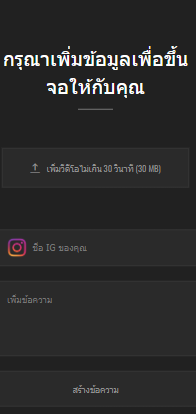 กรุณาเพิ่มข้อมูลเพื่อขึ้น
จอให้กับคุณ
เพิ่มวิดีโอไม่เกิน 30 วินาที (30 MB)
ชื่อ IG ของคุณ
เพิ่มข้อความ
สร้างข้อความ